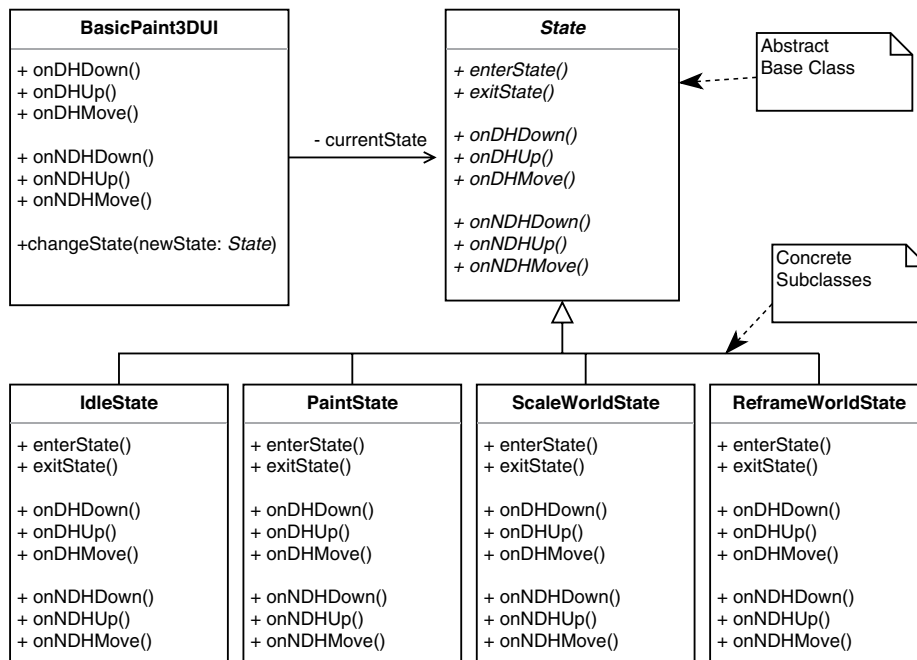 BasicPaint3DUI
+ onDHDown()
+ onDHUp()
+ onDHMove()
+ onNDHDown()
+ onNDHUp()
+ onNDHMove()
+changeState(newState: State)
- currentState
State
+ enterState()
+ exitState()
+ onDHDown()
+ onDHUp()
+ onDHMove()
+ onNDHDown()
+ onNDHUp()
+ onNDHMove()
Abstract
Base Class
Concrete
Subclasses
IdleState
+ enterState()
+ exitState()
+ onDHDown()
+ onDHUp()
+ onDHMove()
+ onNDHDown()
+ onNDHUp()
+ onNDHMove()
PaintState
+ enterState()
+ exitState()
+ onDHDown()
+ onDHUp()
+ onDHMove()
+ onNDHDown()
+ onNDHUp()
+ onNDHMove()
ScaleWorldState
+ enterState()
+ exitState()
+ onDHDown()
+ onDHUp()
+ onDHMove()
+ onNDHDown()
+ onNDHUp()
+ onNDHMove()
ReframeWorldState
+ enterState()
+ exitState()
+ onDHDown()
+ onDHUp()
+ onDHMove()
+ onNDHDown()
+ onNDHUp()
+ onNDHMove()